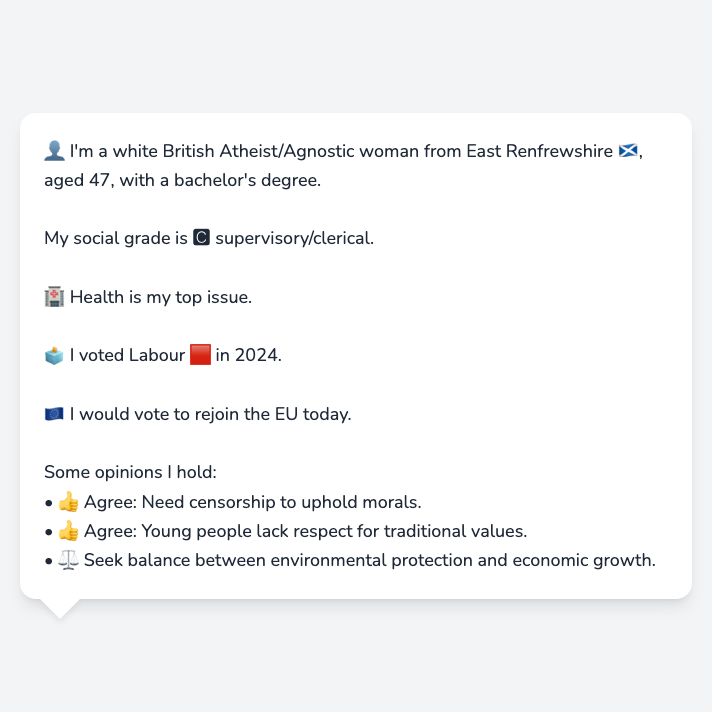 👤 I'm a white British Atheist/Agnostic woman from East Renfrewshire 🏴󠁧󠁢󠁳󠁣󠁴󠁿,
aged 47, with a bachelor's degree.
My social grade is 🅲 supervisory/clerical.
🏥 Health is my top issue.
🗳️ I voted Labour 🟥 in 2024.
🇪🇺 I would vote to rejoin the EU today.
Some opinions I hold:
• 👍 Agree: Need censorship to uphold morals.
• 👍 Agree: Young people lack respect for traditional values.
• ⚖️ Seek balance between environmental protection and economic growth.